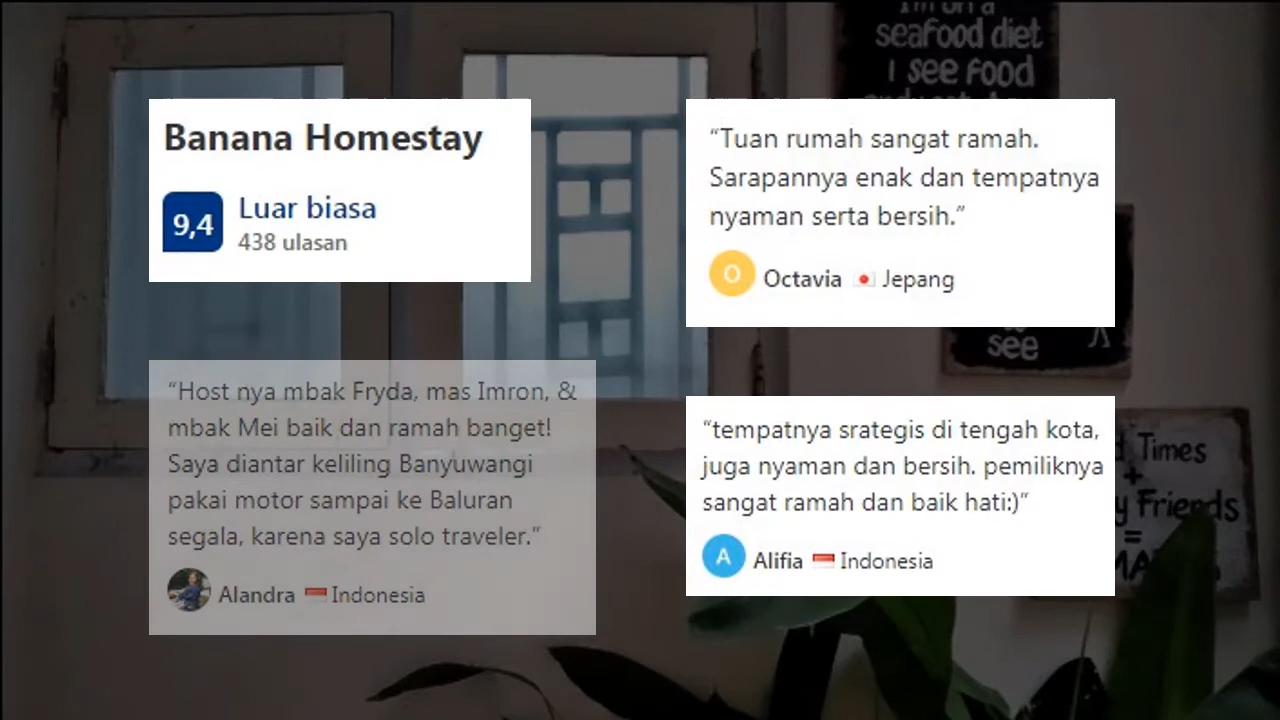 Banana Homestay
9,4
Luar biasa
438 ulasan
“Tuan rumah sangat ramah.
Sarapannya enak dan tempatnya
nyaman serta bersih.”
O
Octavia Jepang
“Host nya mbak Fryda, mas Imron, &
mbak Mei baik dan ramah banget!
Saya diantar keliling Banyuwangi
pakai motor sampai ke Baluran
segala, karena saya solo traveler.”
Alandra Indonesia
“tempatnya srategis di tengah kota,
juga nyaman dan bersih. pemiliknya
sangat ramah dan baik hati:)”
A
Alifia Indonesia
I'm on a
seafood diet
I see food
see
Times
+
Friends
=